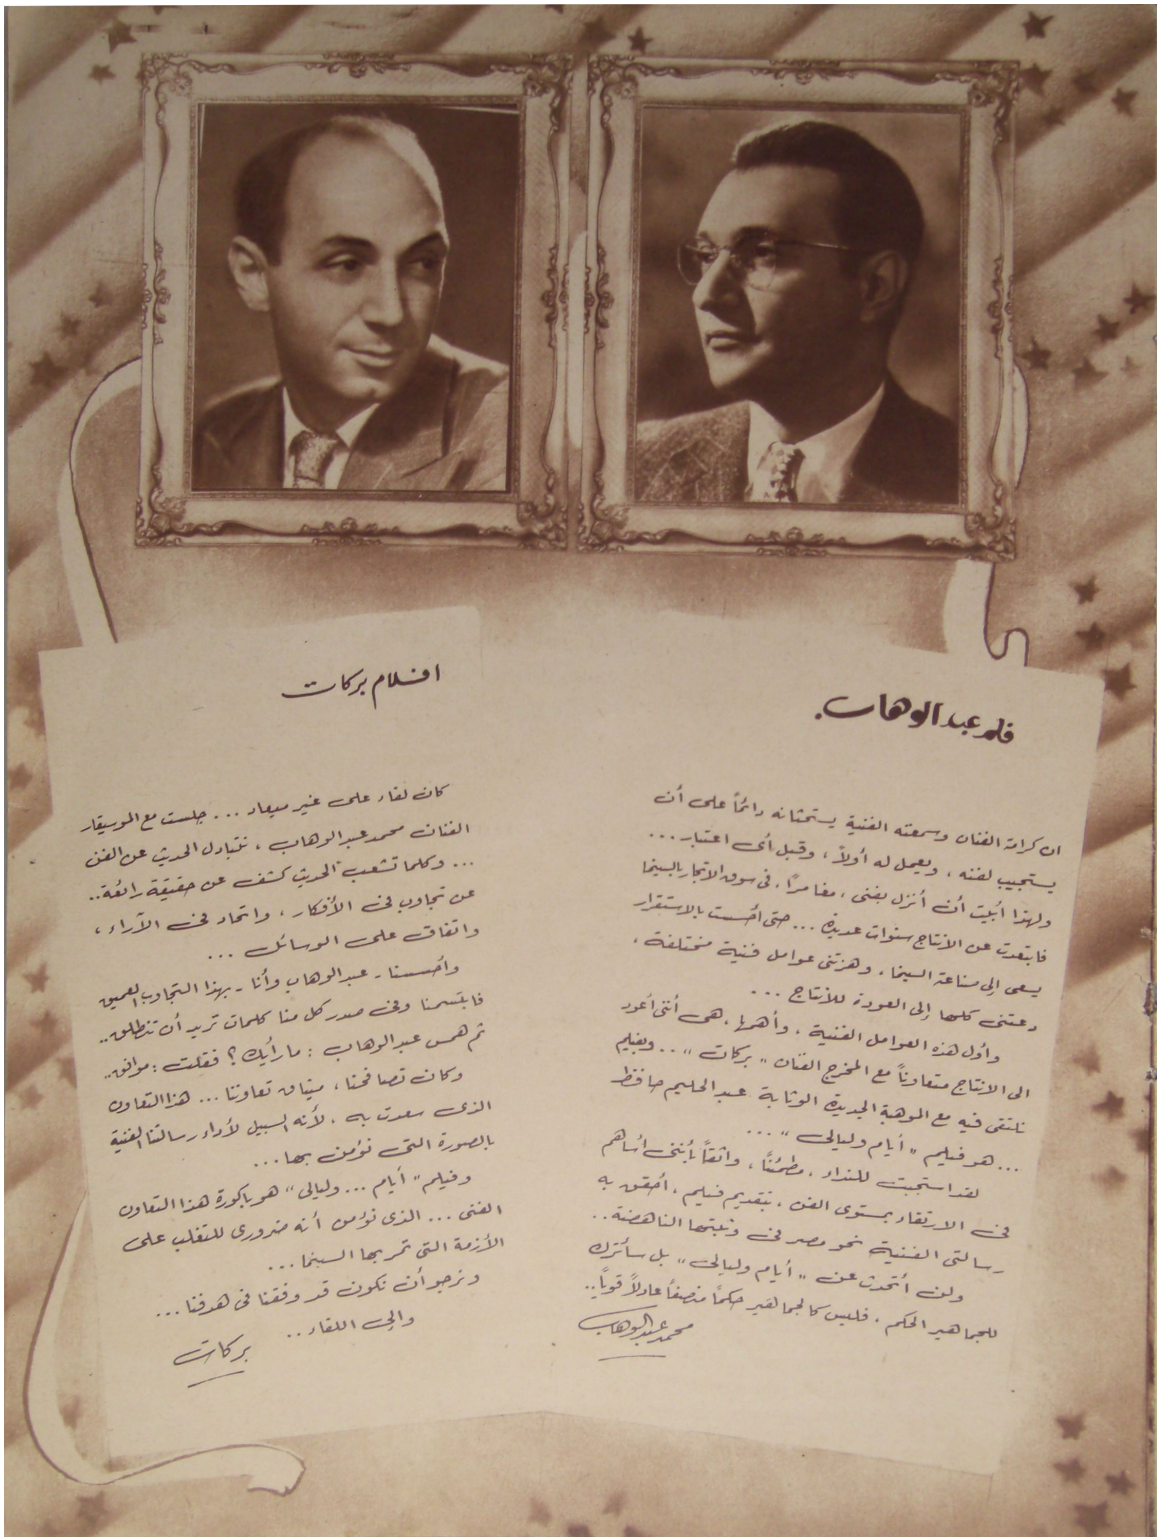 فلم عبد الوهاب.
ان كرامة الفنان وسمعته الفنية يستحثانه دائماً على أن
يستجيب لفنه ، ويعمل له أولاً ، وقبل أى اعتبار ...
ولهذا أبيت أن أنزل بفنى ، مغامراً ، فى سوق الاتجار بالسينما
فابتعدت عن الانتاج سنوات عديدة ... حتى أحسست بالاستقرار
يسعى إلى صناعة السينما ، وهزتنى عوامل فنية مختلفة ،
دعتنى كلها إلى العودة للانتاج ...
وأول هذه العوامل الفنية ، وأهمها ، هى أننى أعود
الى الانتاج متعاوناً مع المخرج الفنان " بركات " .. وبفيلم
نلتقى فيه مع الموهبة الجديدة الوثابة عبد الحليم حافظ
... هو فيلم " أيام وليالى " ...
لقد استجبت للنداء ، مطمئناً ، واثقاً بأننى أساهم
فى الارتقاء بمستوى الفن ، بتقديم فيلم ، أحقق به
رسالتى الفنية نحو مصر فى وثبتها الناهضة ..
ولن أتحدث عن " أيام وليالى " بل سأترك
للجماهير الحكم ، فليس كالجماهير حكماً منصفاً عادلاً قوياً ..
محمد عبد الوهاب
افلام بركات
كان لقاء على غير ميعاد ... جلست مع الموسيقار
الفنان محمد عبد الوهاب ، نتبادل الحديث عن الفن
... وكلما تشعب الحديث كشف عن حقيقة رائعة ..
عن تجاوب فى الأفكار ، واتحاد فى الآراء ،
واتفاق على الوسائل ...
وأحسسنا - عبد الوهاب وأنا - بهذا التجاوب العميق
فابتسمنا وفى صدر كل منا كلمات تريد أن تنطلق ..
ثم همس عبد الوهاب : ما رأيك ؟ فقلت : موافق ..
وكان تصافحنا ، ميثاق تعاوننا ... هذا التعاون
الذى سعدت به ، لأنه السبيل لأداء رسالتنا الفنية
بالصورة التى نؤمن بها ...
وفيلم " أيام ... وليالى " هو باكورة هذا التعاون
الفنى ... الذى نؤمن أنه ضرورى للتغلب على
الأزمة التى تمر بها السينما ...
ونرجو أن نكون قد وفقنا فى هدفنا ...
والى اللقاء ..
بركات